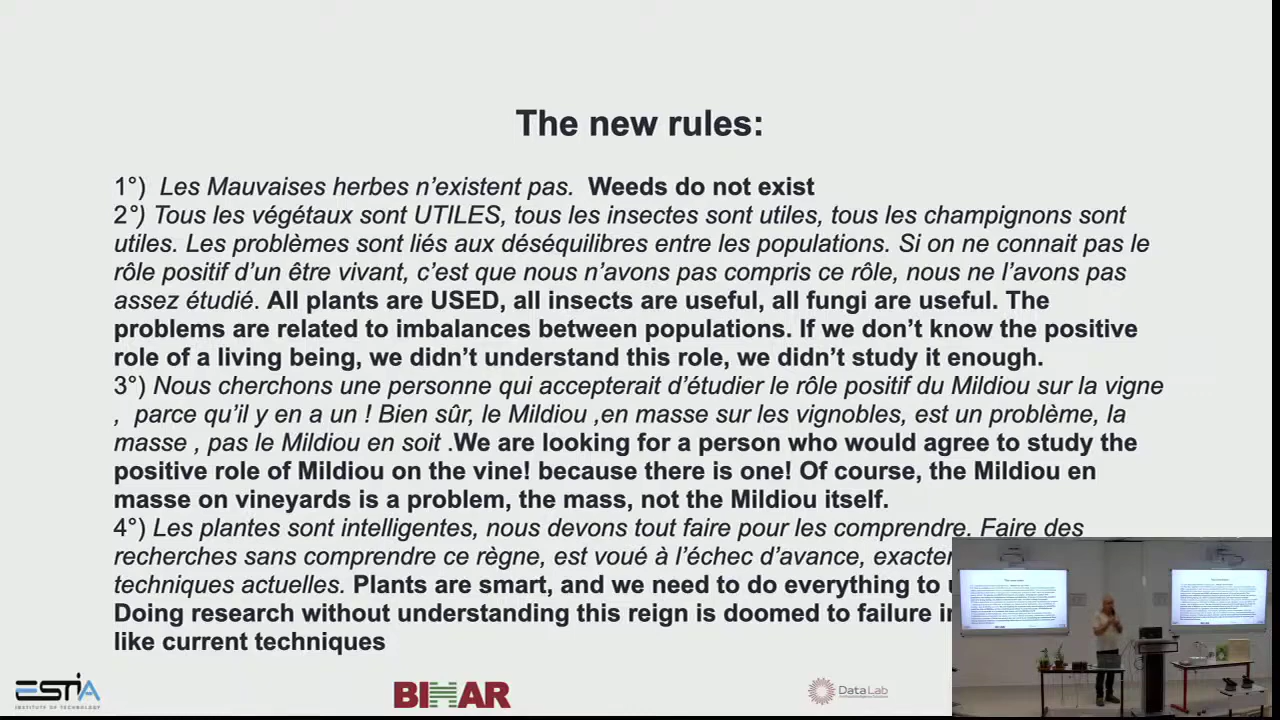 The new rules:
1°) Les Mauvaises herbes n’existent pas. Weeds do not exist
2°) Tous les végétaux sont UTILES, tous les insectes sont utiles, tous les champignons sont
utiles. Les problèmes sont liés aux déséquilibres entre les populations. Si on ne connait pas le
rôle positif d’un être vivant, c’est que nous n’avons pas compris ce rôle, nous ne l’avons pas
assez étudié. All plants are USED, all insects are useful, all fungi are useful. The
problems are related to imbalances between populations. If we don’t know the positive
role of a living being, we didn’t understand this role, we didn’t study it enough.
3°) Nous cherchons une personne qui accepterait d’étudier le rôle positif du Mildiou sur la vigne
, parce qu’il y en a un ! Bien sûr, le Mildiou ,en masse sur les vignobles, est un problème, la
masse , pas le Mildiou en soit .We are looking for a person who would agree to study the
positive role of Mildiou on the vine! because there is one! Of course, the Mildiou en
masse on vineyards is a problem, the mass, not the Mildiou itself.
4°) Les plantes sont intelligentes, nous devons tout faire pour les comprendre. Faire des
recherches sans comprendre ce règne, est voué à l’échec d’avance,
techniques actuelles. Plants are smart, and we need to do everything to
Doing research without understanding this reign is doomed to failure
like current techniques
ESTIA
INSTITUTE OF TECHNOLOGY
BIHAR
DataLab